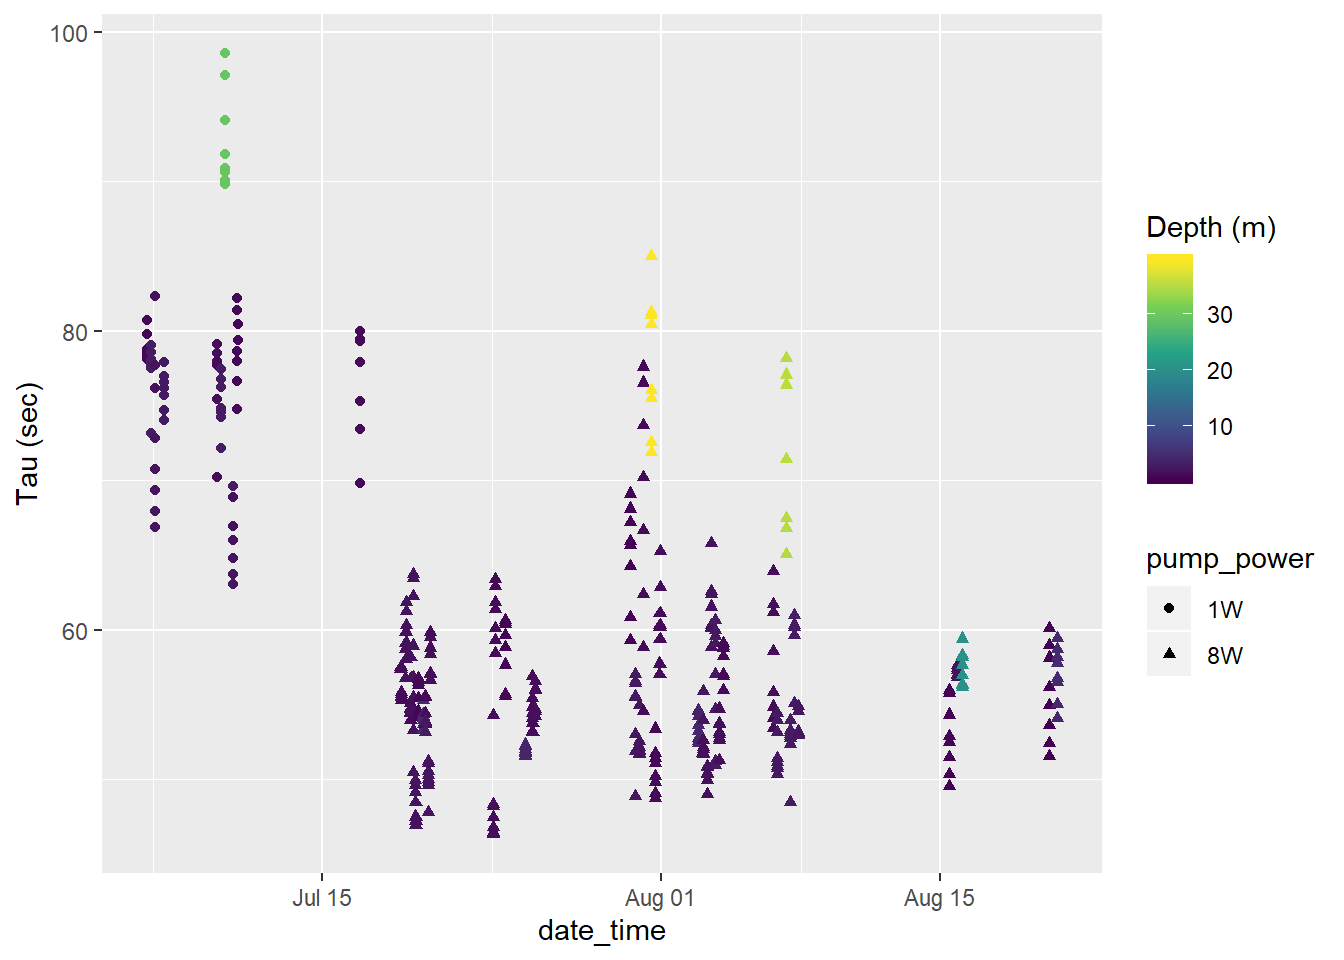 100
80
60
Tau (sec)
Jul 15
Aug 01
Aug 15
date_time
Depth (m)
30
20
10
pump_power
1W
8W